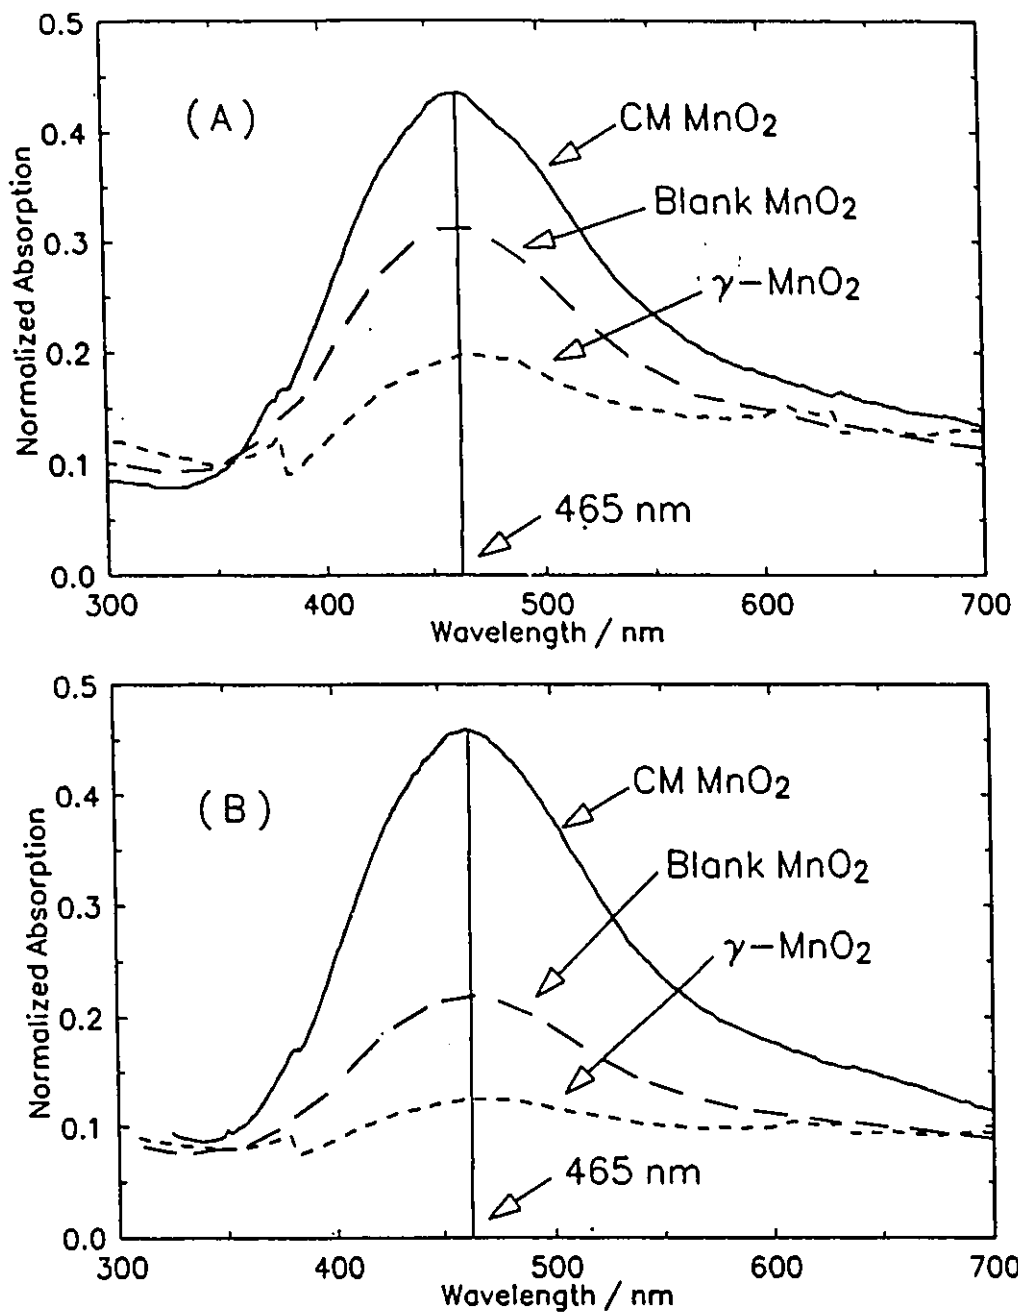 0.5
(A)
CM MnO2
0.4
Blank MnO2
0.3
γ-MnO2
0.2
0.1
465 nm
0.0
300 400 500 600 700
Wavelength / nm
Normalized Absorption
0.5
(B)
CM MnO2
0.4
Blank MnO2
0.3
γ-MnO2
0.2
0.1
465 nm
0.0
300 400 500 600 700
Wavelength / nm
Normalized Absorption